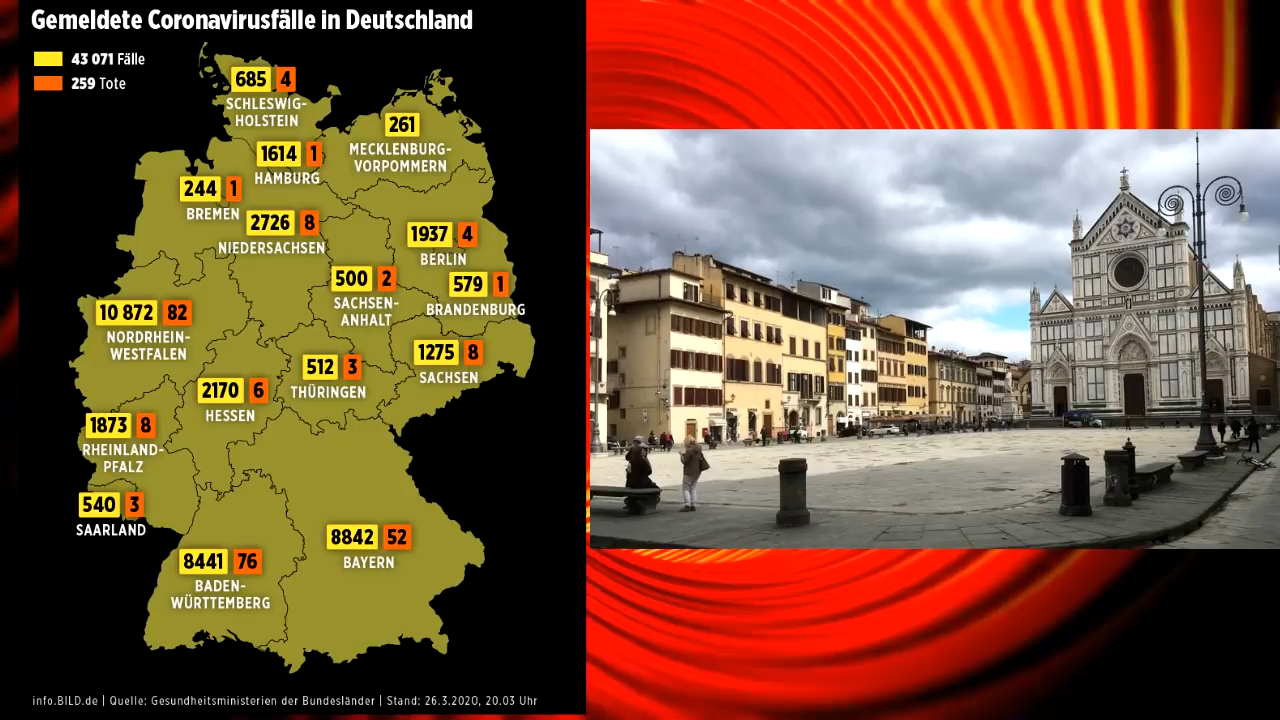 Gemeldete Coronavirusfälle in Deutschland
43 071 Fälle
259 Tote
685 4
SCHLESWIG-
HOLSTEIN
261
MECKLENBURG-
VORPOMMERN
1614 1
HAMBURG
244 1
BREMEN
2726 8
NIEDERSACHSEN
1937 4
BERLIN
500 2
SACHSEN-
ANHALT
579 1
BRANDENBURG
10 872 82
NORDRHEIN-
WESTFALEN
512 3
THÜRINGEN
1275 8
SACHSEN
2170 6
HESSEN
1873 8
RHEINLAND-
PFALZ
540 3
SAARLAND
8841 76
BADEN-
WÜRTTEMBERG
8842 52
BAYERN
info.BILD.de | Quelle: Gesundheitsministerien der Bundesländer | Stand: 26.3.2020, 20.03 Uhr